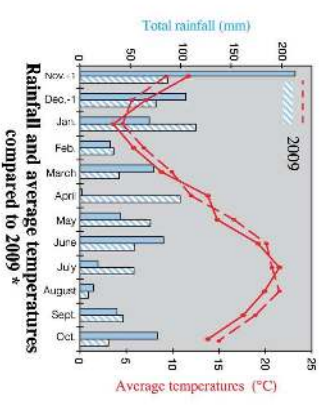 Total rainfall (mm)
0 50 100 150 200
2009
Nov.-1
Dec.-1
Jan.
Feb.
March
April
May
June
July
August
Sept.
Oct.
0 5 10 15 20 25
Average temperatures (°C)
Rainfall and average temperatures
compared to 2009 *